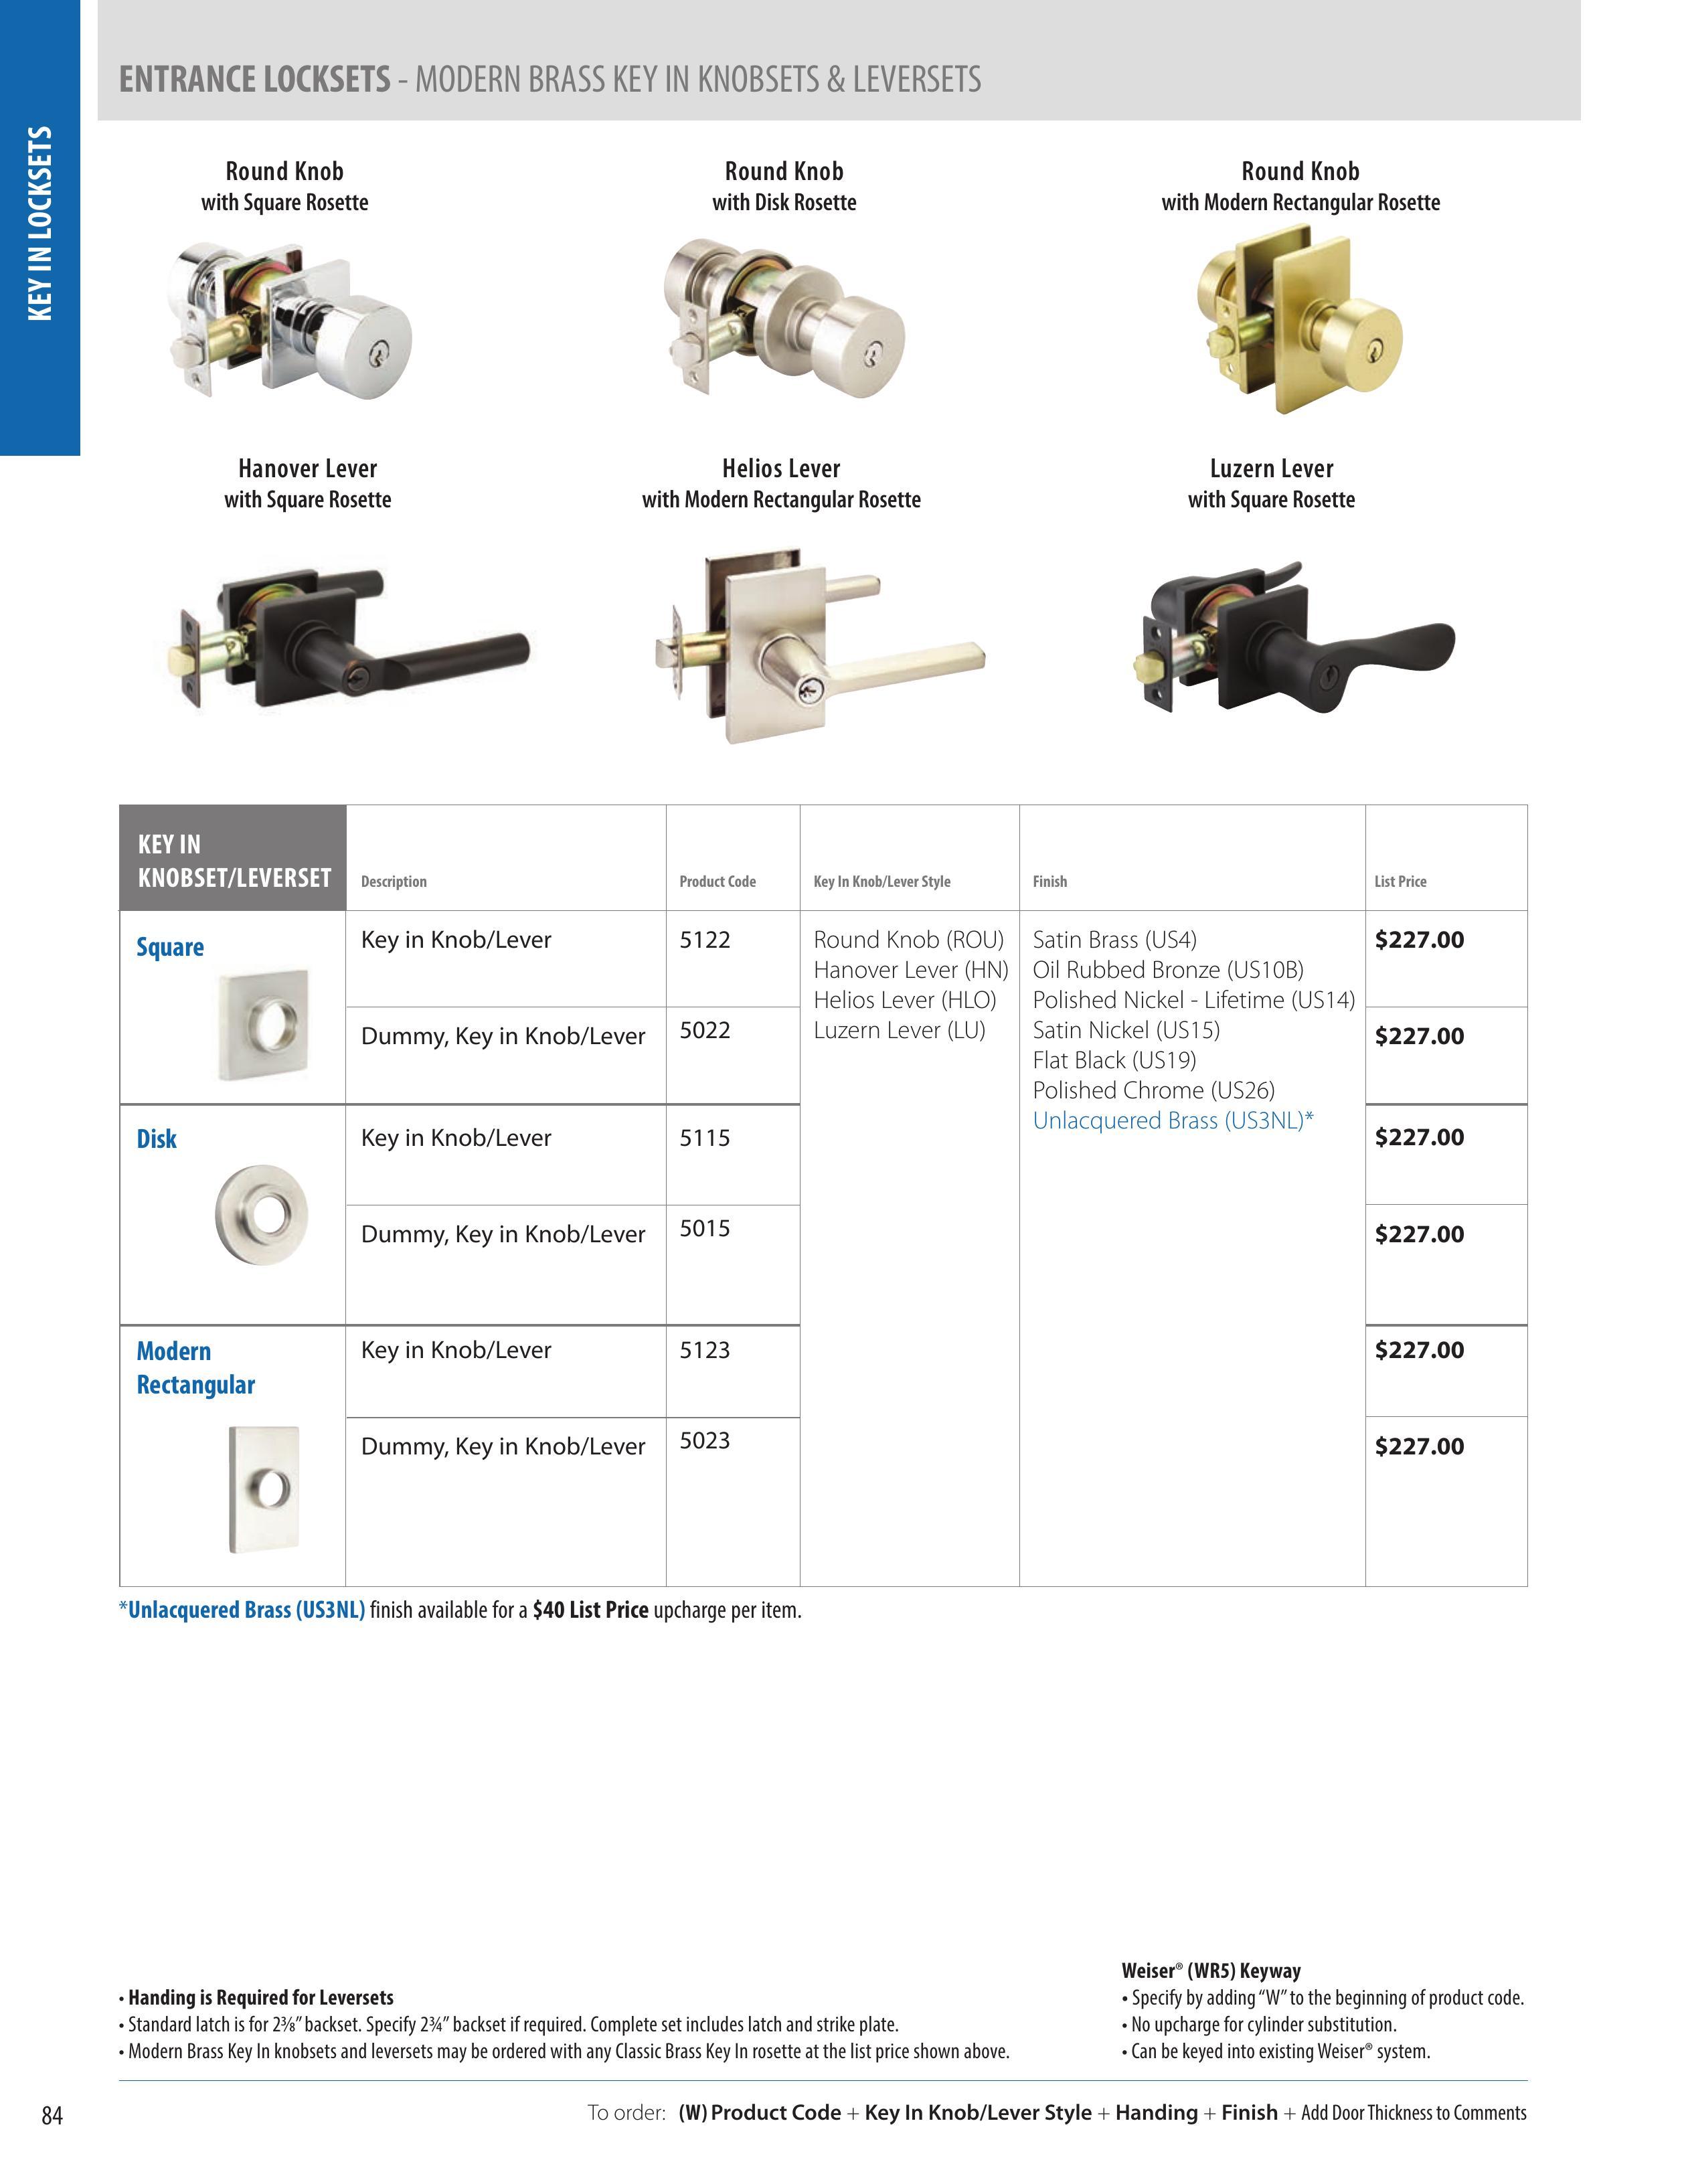 KEY IN LOCKSETS
ENTRANCE LOCKSETS - MODERN BRASS KEY IN KNOBSETS & LEVERSETS
Round Knob
with Square Rosette
Round Knob
with Disk Rosette
Round Knob
with Modern Rectangular Rosette
Hanover Lever
with Square Rosette
Helios Lever
with Modern Rectangular Rosette
Luzern Lever
with Square Rosette
KEY IN
KNOBSET/LEVERSET
Description
Product Code
Key In Knob/Lever Style
Finish
List Price
Square
Key in Knob/Lever
5122
$227.00
Dummy, Key in Knob/Lever
5022
$227.00
Round Knob (ROU)
Hanover Lever (HN)
Helios Lever (HLO)
Luzern Lever (LU)
Satin Brass (US4)
Oil Rubbed Bronze (US10B)
Polished Nickel - Lifetime (US14)
Satin Nickel (US15)
Flat Black (US19)
Polished Chrome (US26)
Unlacquered Brass (US3NL)*
Disk
Key in Knob/Lever
5115
$227.00
Dummy, Key in Knob/Lever
5015
$227.00
Modern
Rectangular
Key in Knob/Lever
5123
$227.00
Dummy, Key in Knob/Lever
5023
$227.00
*Unlacquered Brass (US3NL) finish available for a $40 List Price upcharge per item.
• Handing is Required for Leversets
• Standard latch is for 2⅜” backset. Specify 2¾” backset if required. Complete set includes latch and strike plate.
• Modern Brass Key In knobsets and leversets may be ordered with any Classic Brass Key In rosette at the list price shown above.
Weiser® (WR5) Keyway
• Specify by adding “W” to the beginning of product code.
• No upcharge for cylinder substitution.
• Can be keyed into existing Weiser® system.
84
To order: (W) Product Code + Key In Knob/Lever Style + Handing + Finish + Add Door Thickness to Comments